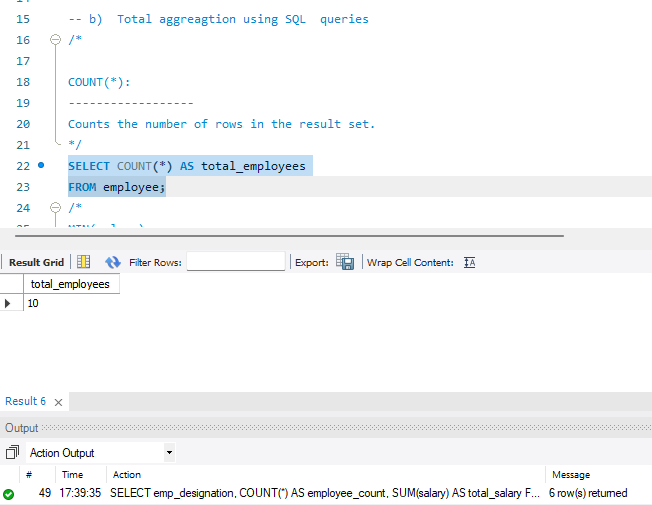 14
15 -- b)  Total aggreagtion using SQL  queries
16 /*
17
18 COUNT(*):
19 ------------------
20 Counts the number of rows in the result set.
21 */
22 SELECT COUNT(*) AS total_employees
23 FROM employee;
24 /*
Result Grid Filter Rows: Export: Wrap Cell Content:
total_employees
10
Result 6
Output
Action Output
# Time Action Message
49 17:39:35 SELECT emp_designation, COUNT(*) AS employee_count, SUM(salary) AS total_salary F... 6 row(s) returned